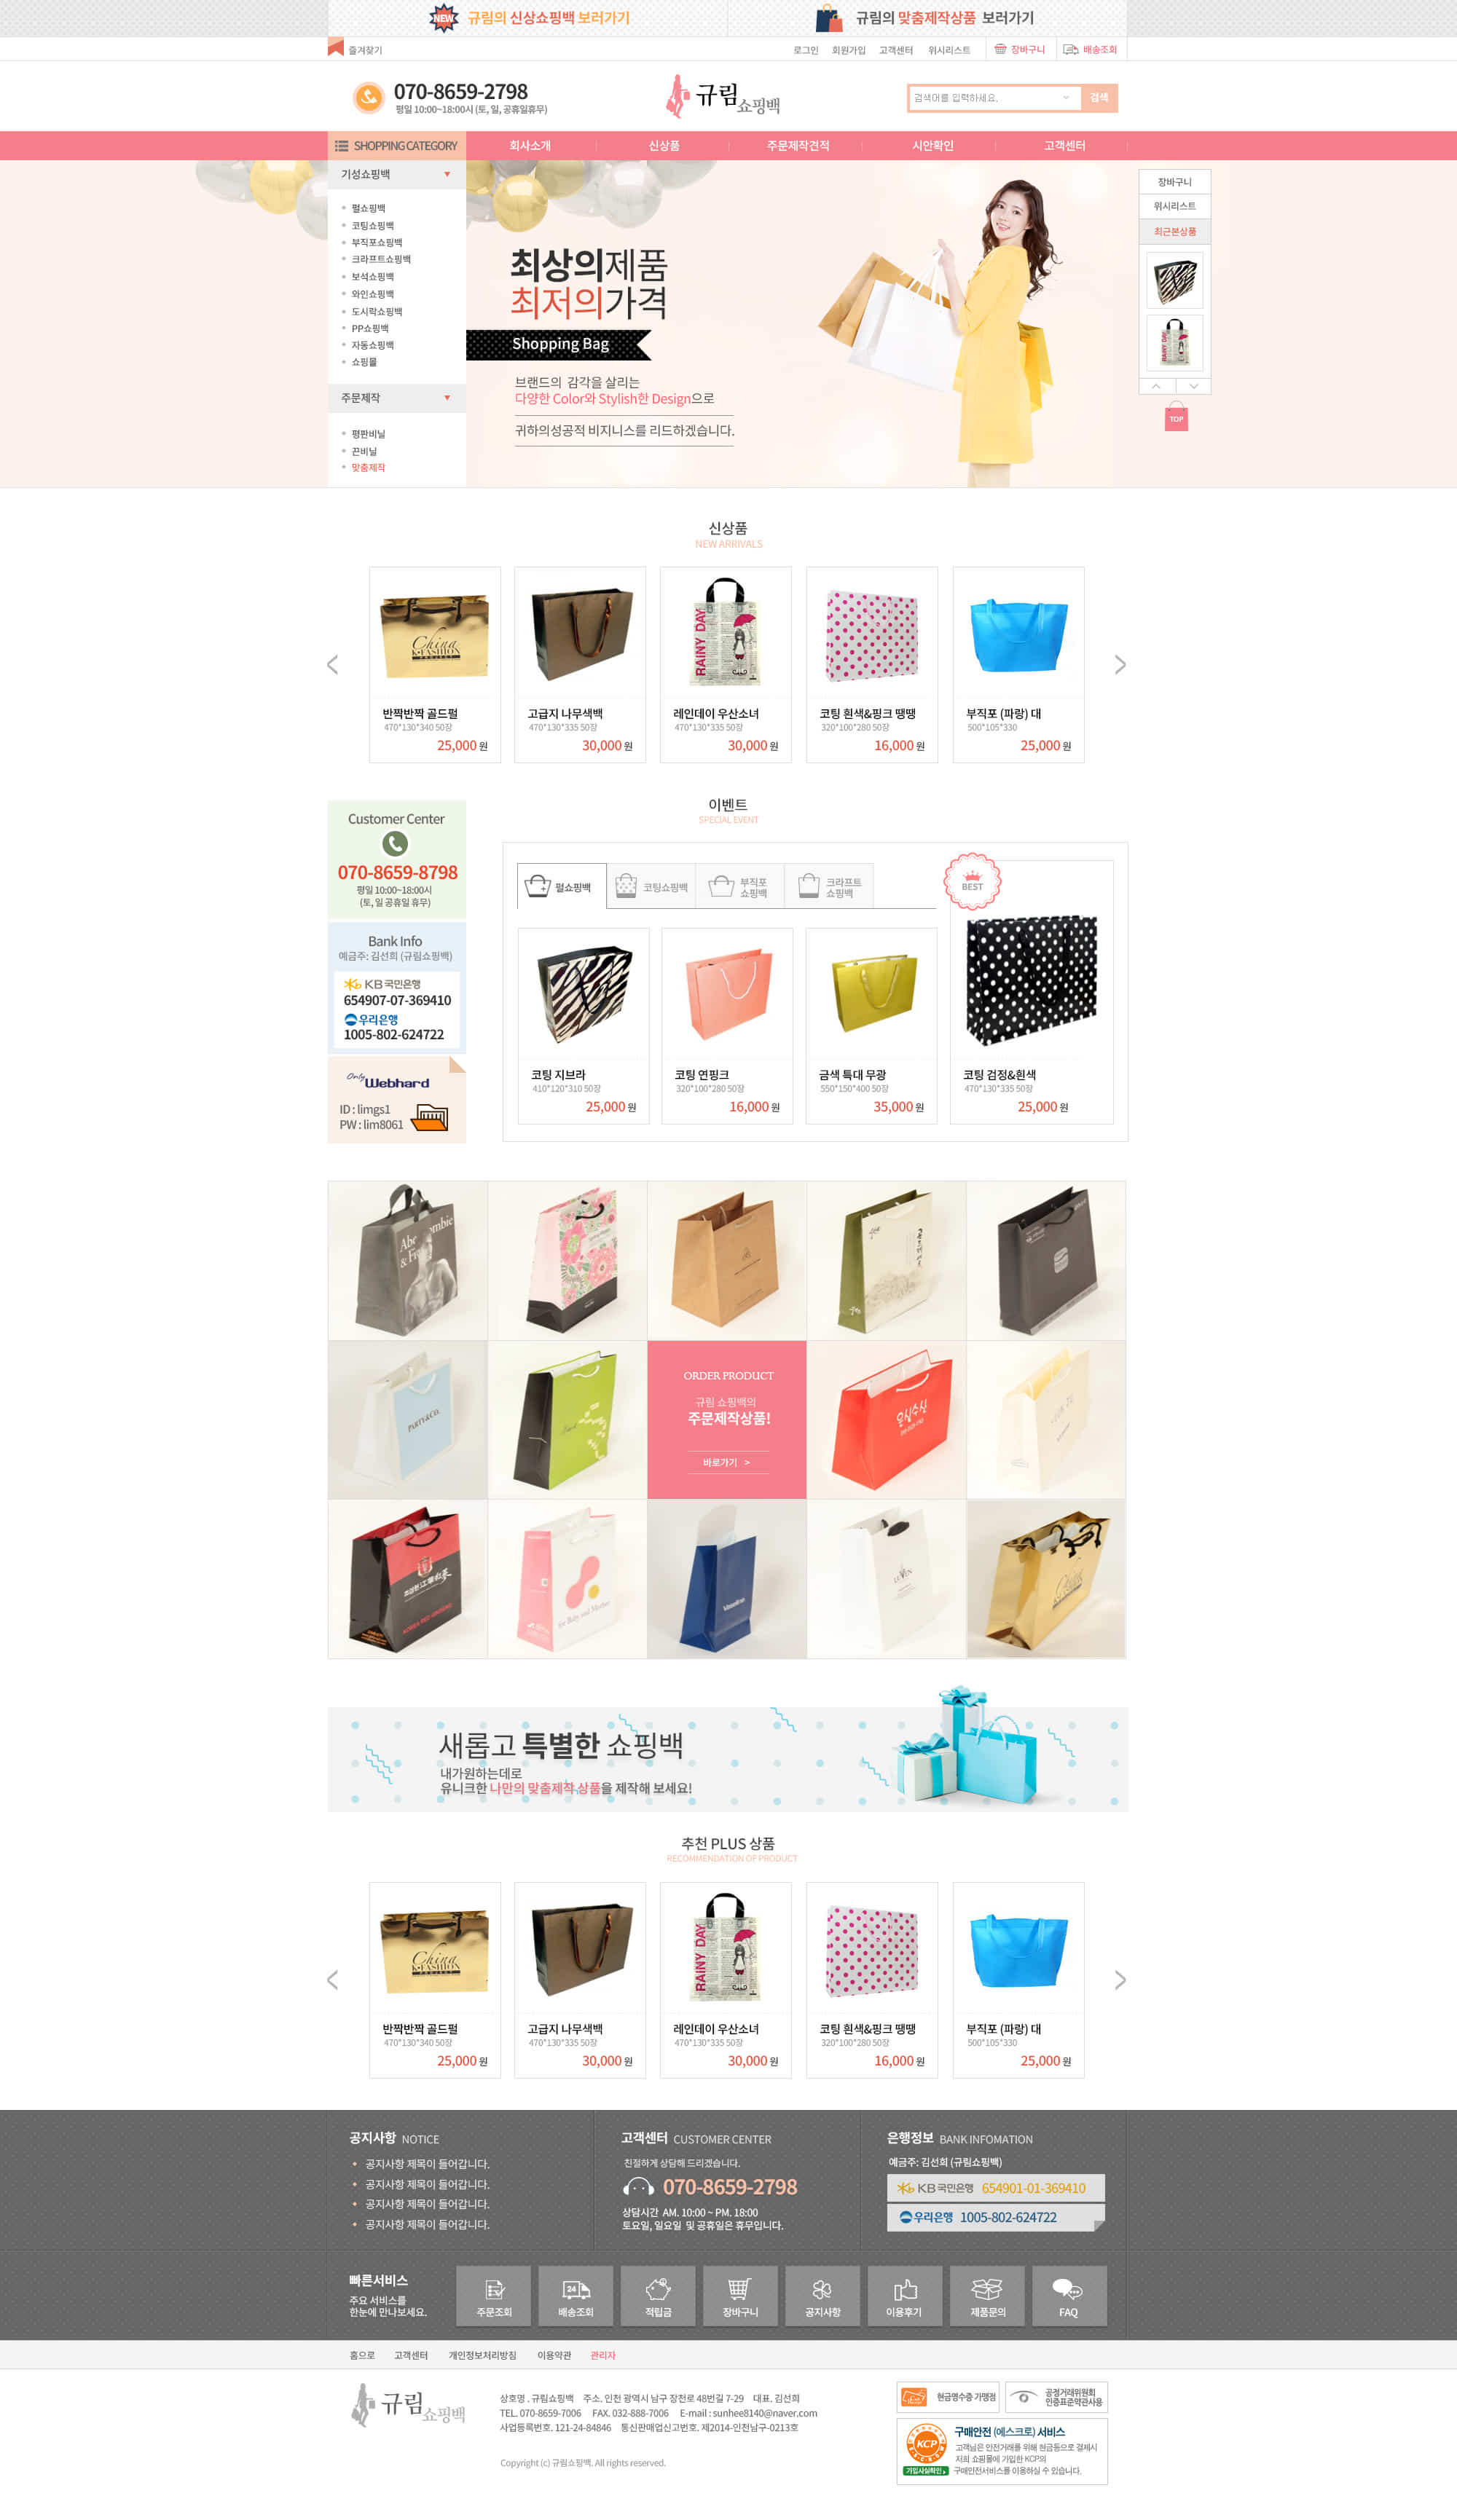 NEW 규림의 신상쇼핑백 보러가기
규림의 맞춤제작상품 보러가기
즐겨찾기
로그인 회원가입 고객센터 위시리스트 장바구니 배송조회
070-8659-2798
평일 10:00~18:00시 (토, 일, 공휴일휴무)
규림쇼핑백
검색어를 입력하세요. 검색
SHOPPING CATEGORY 회사소개 신상품 주문제작견적 시안확인 고객센터
기성쇼핑백
펄쇼핑백
코팅쇼핑백
부직포쇼핑백
크라프트쇼핑백
보석쇼핑백
와인쇼핑백
도시락쇼핑백
PP쇼핑백
자동쇼핑백
쇼핑몰
주문제작
평판비닐
끈비닐
맞춤제작
최상의제품
최저의가격
Shopping Bag
브랜드의 감각을 살리는
다양한 Color와 Stylish한 Design으로
귀하의성공적 비지니스를 리드하겠습니다.
장바구니
위시리스트
최근본상품
RAINY DAY
TOP
신상품
NEW ARRIVALS
China
K-FASHION
PROJECT
RAINY DAY
반짝반짝 골드펄
470*130*340 50장
25,000 원
고급지 나무색백
470*130*335 50장
30,000 원
레인데이 우산소녀
470*130*335 50장
30,000 원
코팅 흰색&핑크 땡땡
320*100*280 50장
16,000 원
부직포 (파랑) 대
500*105*330
25,000 원
Customer Center
070-8659-8798
평일 10:00~18:00시
(토, 일 공휴일 휴무)
Bank Info
예금주: 김선희 (규림쇼핑백)
KB국민은행
654907-07-369410
우리은행
1005-802-624722
Only Webhard
ID : limgs1
PW : lim8061
이벤트
SPECIAL EVENT
펄쇼핑백
코팅쇼핑백
부직포
쇼핑백
크라프트
쇼핑백
BEST
코팅 지브라
410*120*310 50장
25,000 원
코팅 연핑크
320*100*280 50장
16,000 원
금색 특대 무광
550*150*400 50장
35,000 원
코팅 검정&흰색
470*130*335 50장
25,000 원
PARTY&CO.
ORDER PRODUCT
규림 쇼핑백의
주문제작상품!
바로가기 >
for Baby and Mother
Vaseline
새롭고 특별한 쇼핑백
내가원하는데로
유니크한 나만의 맞춤제작 상품을 제작해 보세요!
추천 PLUS 상품
RECOMMENDATION OF PRODUCT
China
K-FASHION
PROJECT
RAINY DAY
반짝반짝 골드펄
470*130*340 50장
25,000 원
고급지 나무색백
470*130*335 50장
30,000 원
레인데이 우산소녀
470*130*335 50장
30,000 원
코팅 흰색&핑크 땡땡
320*100*280 50장
16,000 원
부직포 (파랑) 대
500*105*330
25,000 원
공지사항 NOTICE
공지사항 제목이 들어갑니다.
공지사항 제목이 들어갑니다.
공지사항 제목이 들어갑니다.
공지사항 제목이 들어갑니다.
고객센터 CUSTOMER CENTER
친절하게 상담해 드리겠습니다.
070-8659-2798
상담시간 AM. 10:00 ~ PM. 18:00
토요일, 일요일 및 공휴일은 휴무입니다.
은행정보 BANK INFOMATION
예금주: 김선희 (규림쇼핑백)
KB국민은행 654901-01-369410
우리은행 1005-802-624722
빠른서비스
주요 서비스를
한눈에 만나보세요.
주문조회
24 배송조회
적립금
장바구니
공지사항
이용후기
제품문의
FAQ
홈으로 고객센터 개인정보처리방침 이용약관 관리자
규림쇼핑백
상호명 . 규림쇼핑백 주소. 인천 광역시 남구 장천로 48번길 7-29 대표. 김선희
TEL. 070-8659-7006 FAX. 032-888-7006 E-mail : sunhee8140@naver.com
사업등록번호. 121-24-84846 통신판매업신고번호. 제2014-인천남구-0213호
Copyright (c) 규림쇼핑백. All rights reserved.
현금영수증 가맹점
공정거래위원회
인증표준약관사용
KCP
가입사실확인
구매안전 (에스크로) 서비스
고객님은 안전거래를 위해 현금등으로 결제시
저희 쇼핑몰에 가입한 KCP의
구매안전서비스를 이용하실 수 있습니다.